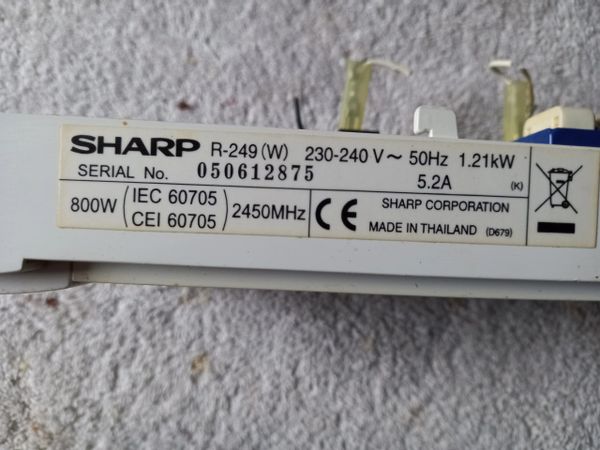 SHARP R-249 (W) 230-240 V ~ 50Hz 1.21kW
SERIAL No. 050612875 5.2A (K)
800W (IEC 60705 CEI 60705) 2450MHz
CE SHARP CORPORATION
MADE IN THAILAND (D679)